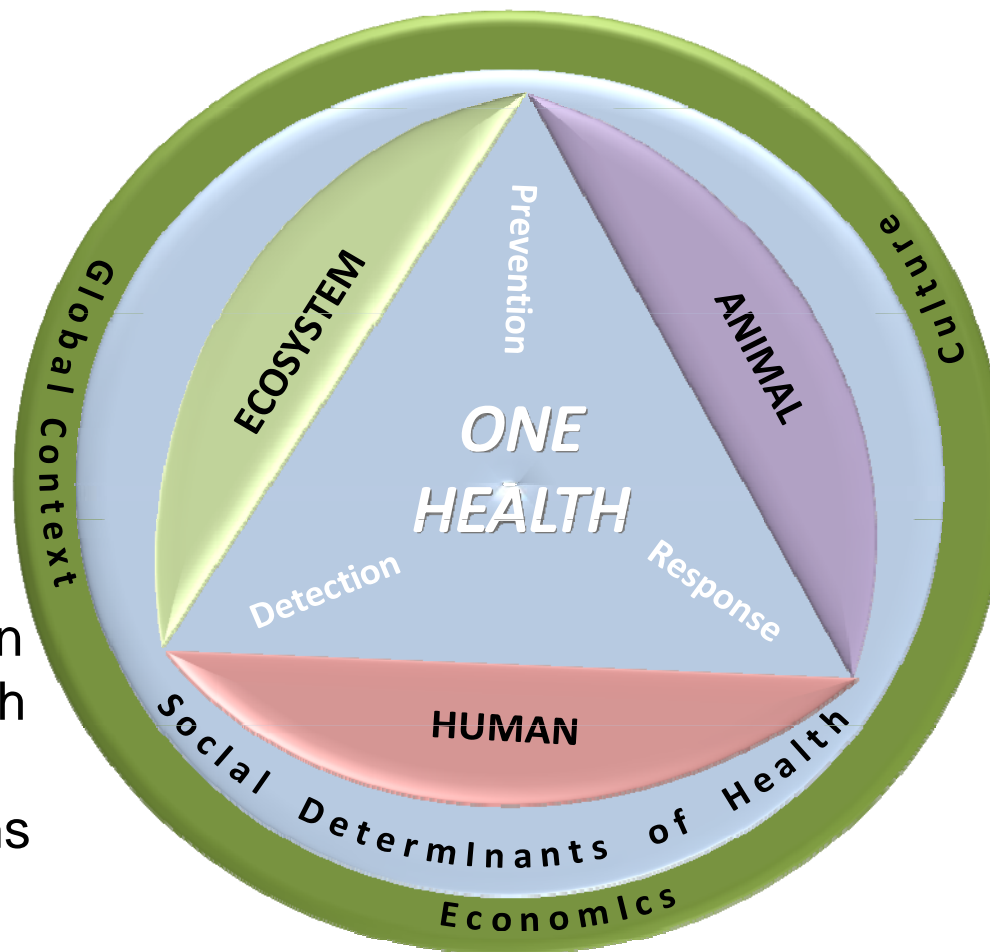 Global Context
Culture
ECOSYSTEM
ANIMAL
Prevention
ONE
HEALTH
Detection
Response
HUMAN
Social Determinants of Health
Economics
n
h
s